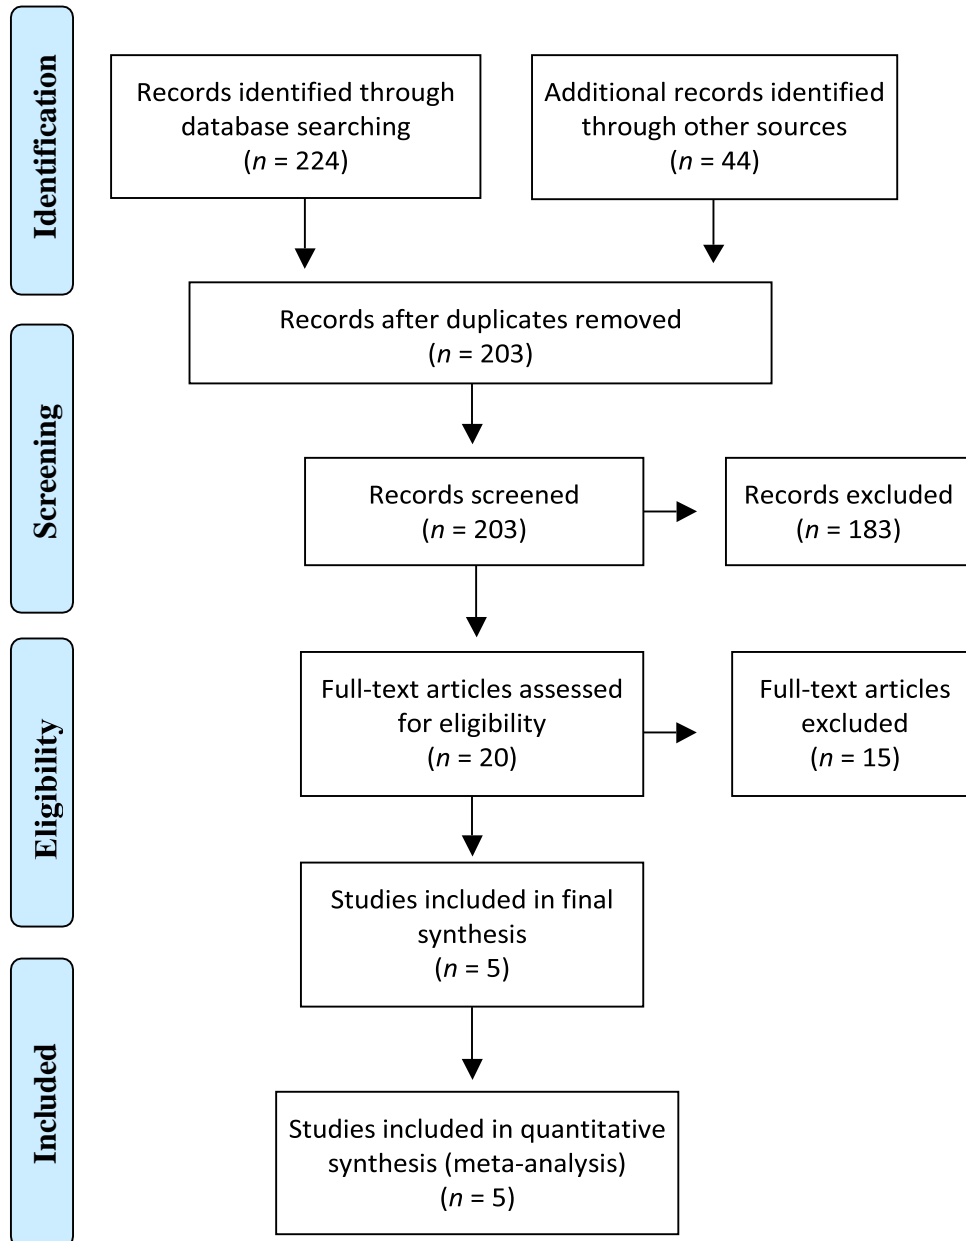 Identification
Records identified through
database searching
(n = 224)
Additional records identified
through other sources
(n = 44)
Records after duplicates removed
(n = 203)
Screening
Records screened
(n = 203)
Records excluded
(n = 183)
Eligibility
Full-text articles assessed
for eligibility
(n = 20)
Full-text articles
excluded
(n = 15)
Studies included in final
synthesis
(n = 5)
Included
Studies included in quantitative
synthesis (meta-analysis)
(n = 5)